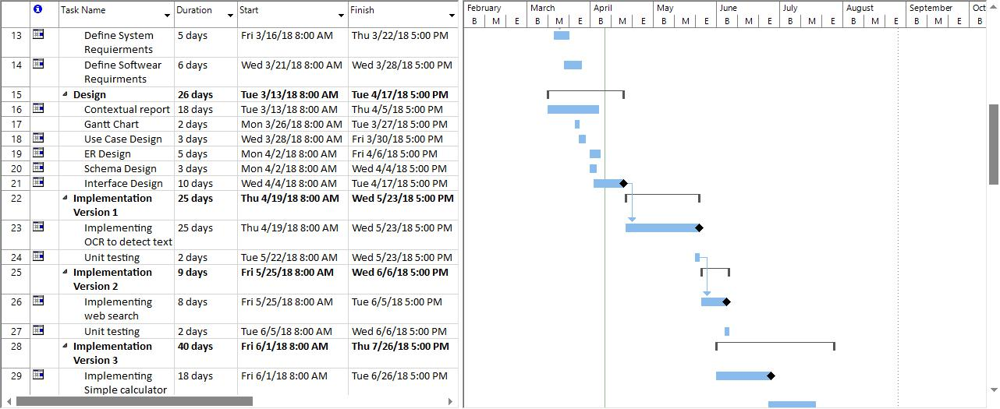 Task Name Duration Start Finish February March April May June July August September Oct
B M E B M E B M E B M E B M E B M E B M E B M E B
13 Define System 5 days Fri 3/16/18 8:00 AM Thu 3/22/18 5:00 PM
Requierments
14 Define Softwear 6 days Wed 3/21/18 8:00 AM Wed 3/28/18 5:00 PM
Requirments
15 Design 26 days Tue 3/13/18 8:00 AM Tue 4/17/18 5:00 PM
16 Contextual report 18 days Tue 3/13/18 8:00 AM Thu 4/5/18 5:00 PM
17 Gantt Chart 2 days Mon 3/26/18 8:00 AM Tue 3/27/18 5:00 PM
18 Use Case Design 3 days Wed 3/28/18 8:00 AM Fri 3/30/18 5:00 PM
19 ER Design 5 days Mon 4/2/18 8:00 AM Fri 4/6/18 5:00 PM
20 Schema Design 3 days Mon 4/2/18 8:00 AM Wed 4/4/18 5:00 PM
21 Interface Design 10 days Wed 4/4/18 8:00 AM Tue 4/17/18 5:00 PM
22 Implementation 25 days Thu 4/19/18 8:00 AM Wed 5/23/18 5:00 PM
Version 1
23 Implementing 25 days Thu 4/19/18 8:00 AM Wed 5/23/18 5:00 PM
OCR to detect text
24 Unit testing 2 days Tue 5/22/18 8:00 AM Wed 5/23/18 5:00 PM
25 Implementation 9 days Fri 5/25/18 8:00 AM Wed 6/6/18 5:00 PM
Version 2
26 Implementing 8 days Fri 5/25/18 8:00 AM Tue 6/5/18 5:00 PM
web search
27 Unit testing 2 days Tue 6/5/18 8:00 AM Wed 6/6/18 5:00 PM
28 Implementation 40 days Fri 6/1/18 8:00 AM Thu 7/26/18 5:00 PM
Version 3
29 Implementing 18 days Fri 6/1/18 8:00 AM Tue 6/26/18 5:00 PM
Simple calculator